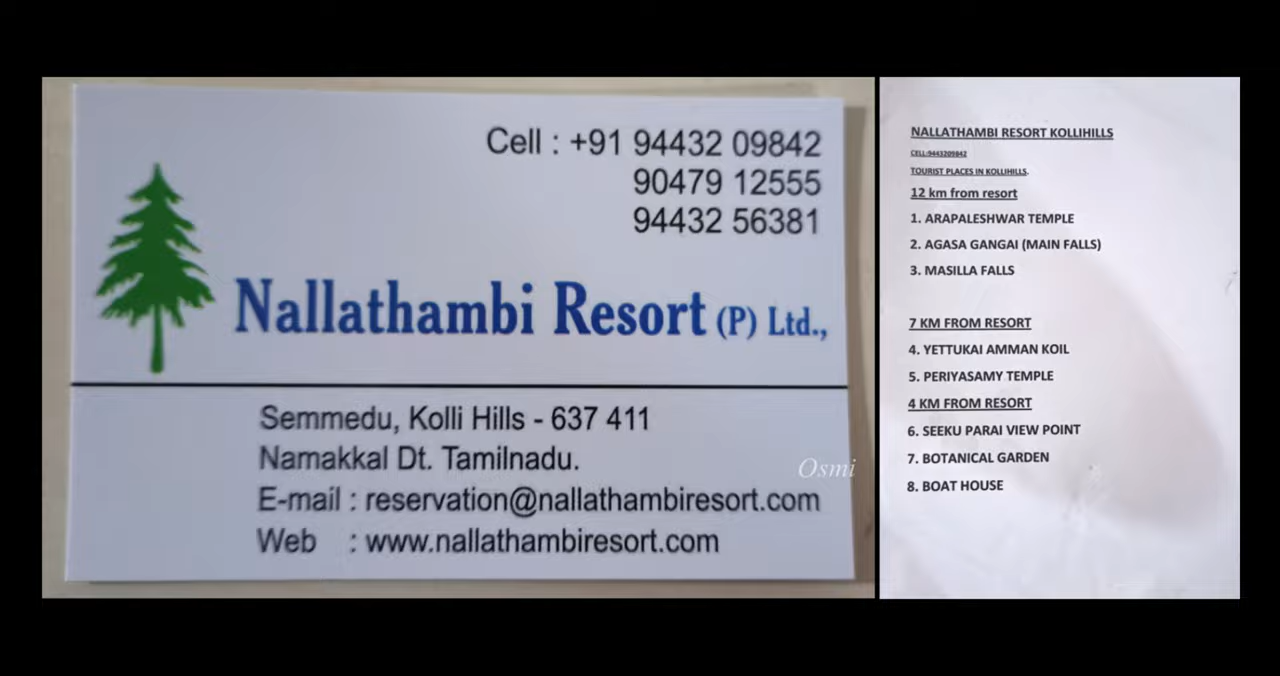 Cell : +91 94432 09842
90479 12555
94432 56381
Nallathambi Resort (P) Ltd.,
Semmedu, Kolli Hills - 637 411
Namakkal Dt. Tamilnadu.
E-mail : reservation@nallathambiresort.com
Web : www.nallathambiresort.com
Osmi
NALLATHAMBI RESORT KOLLIHILLS
CELL:9443209842
TOURIST PLACES IN KOLLIHILLS.
12 km from resort
1. ARAPALESHWAR TEMPLE
2. AGASA GANGAI (MAIN FALLS)
3. MASILLA FALLS
7 KM FROM RESORT
4. YETTUKAI AMMAN KOIL
5. PERIYASAMY TEMPLE
4 KM FROM RESORT
6. SEEKU PARAI VIEW POINT
7. BOTANICAL GARDEN
8. BOAT HOUSE